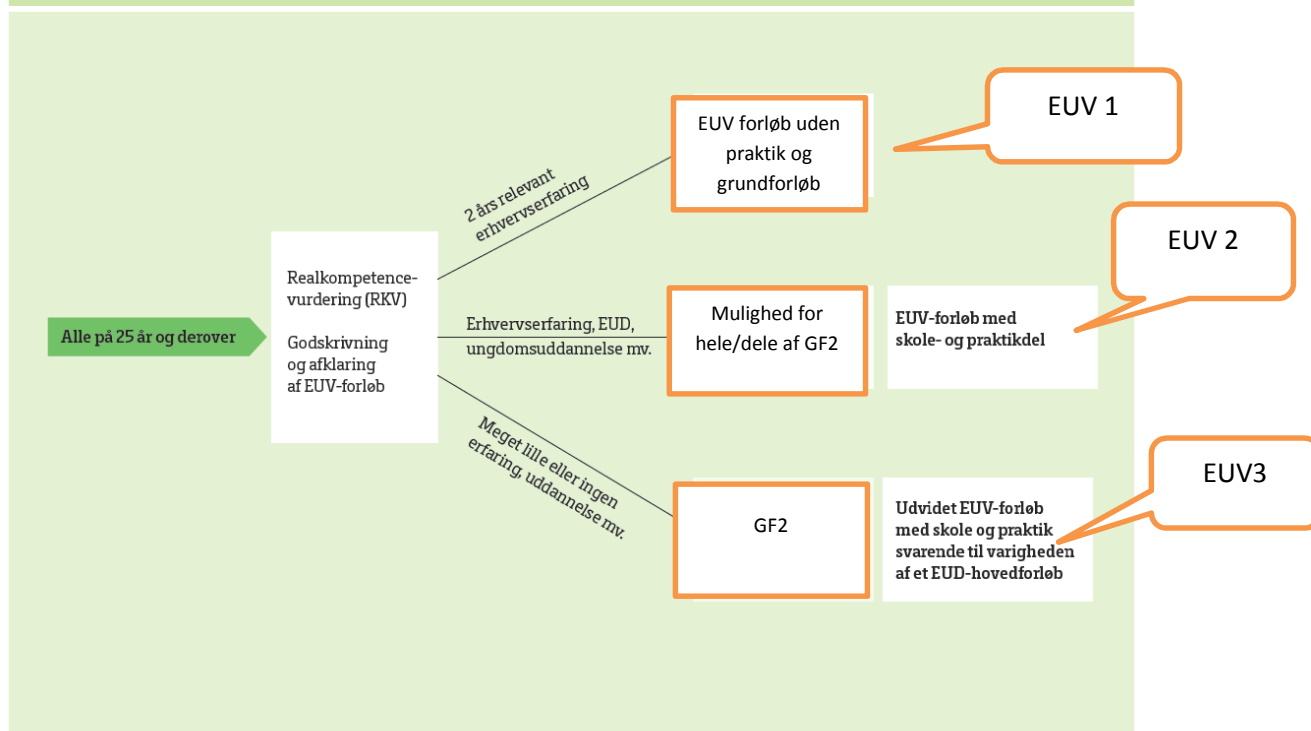 Alle på 25 år og derover
Realkompetence-
vurdering (RKV)
Godskrivning
og afklaring
af EUV-forløb
2 års relevant
erhvervserfaring
EUV forløb uden
praktik og
grundforløb
EUV 1
Erhvervserfaring, EUD,
ungdomsuddannelse mv.
Mulighed for
hele/dele af GF2
EUV-forløb med
skole- og praktikdel
EUV 2
Meget lille eller ingen
erfaring, uddannelse mv.
GF2
Udvidet EUV-forløb
med skole og praktik
svarende til varigheden
af et EUD-hovedforløb
EUV3